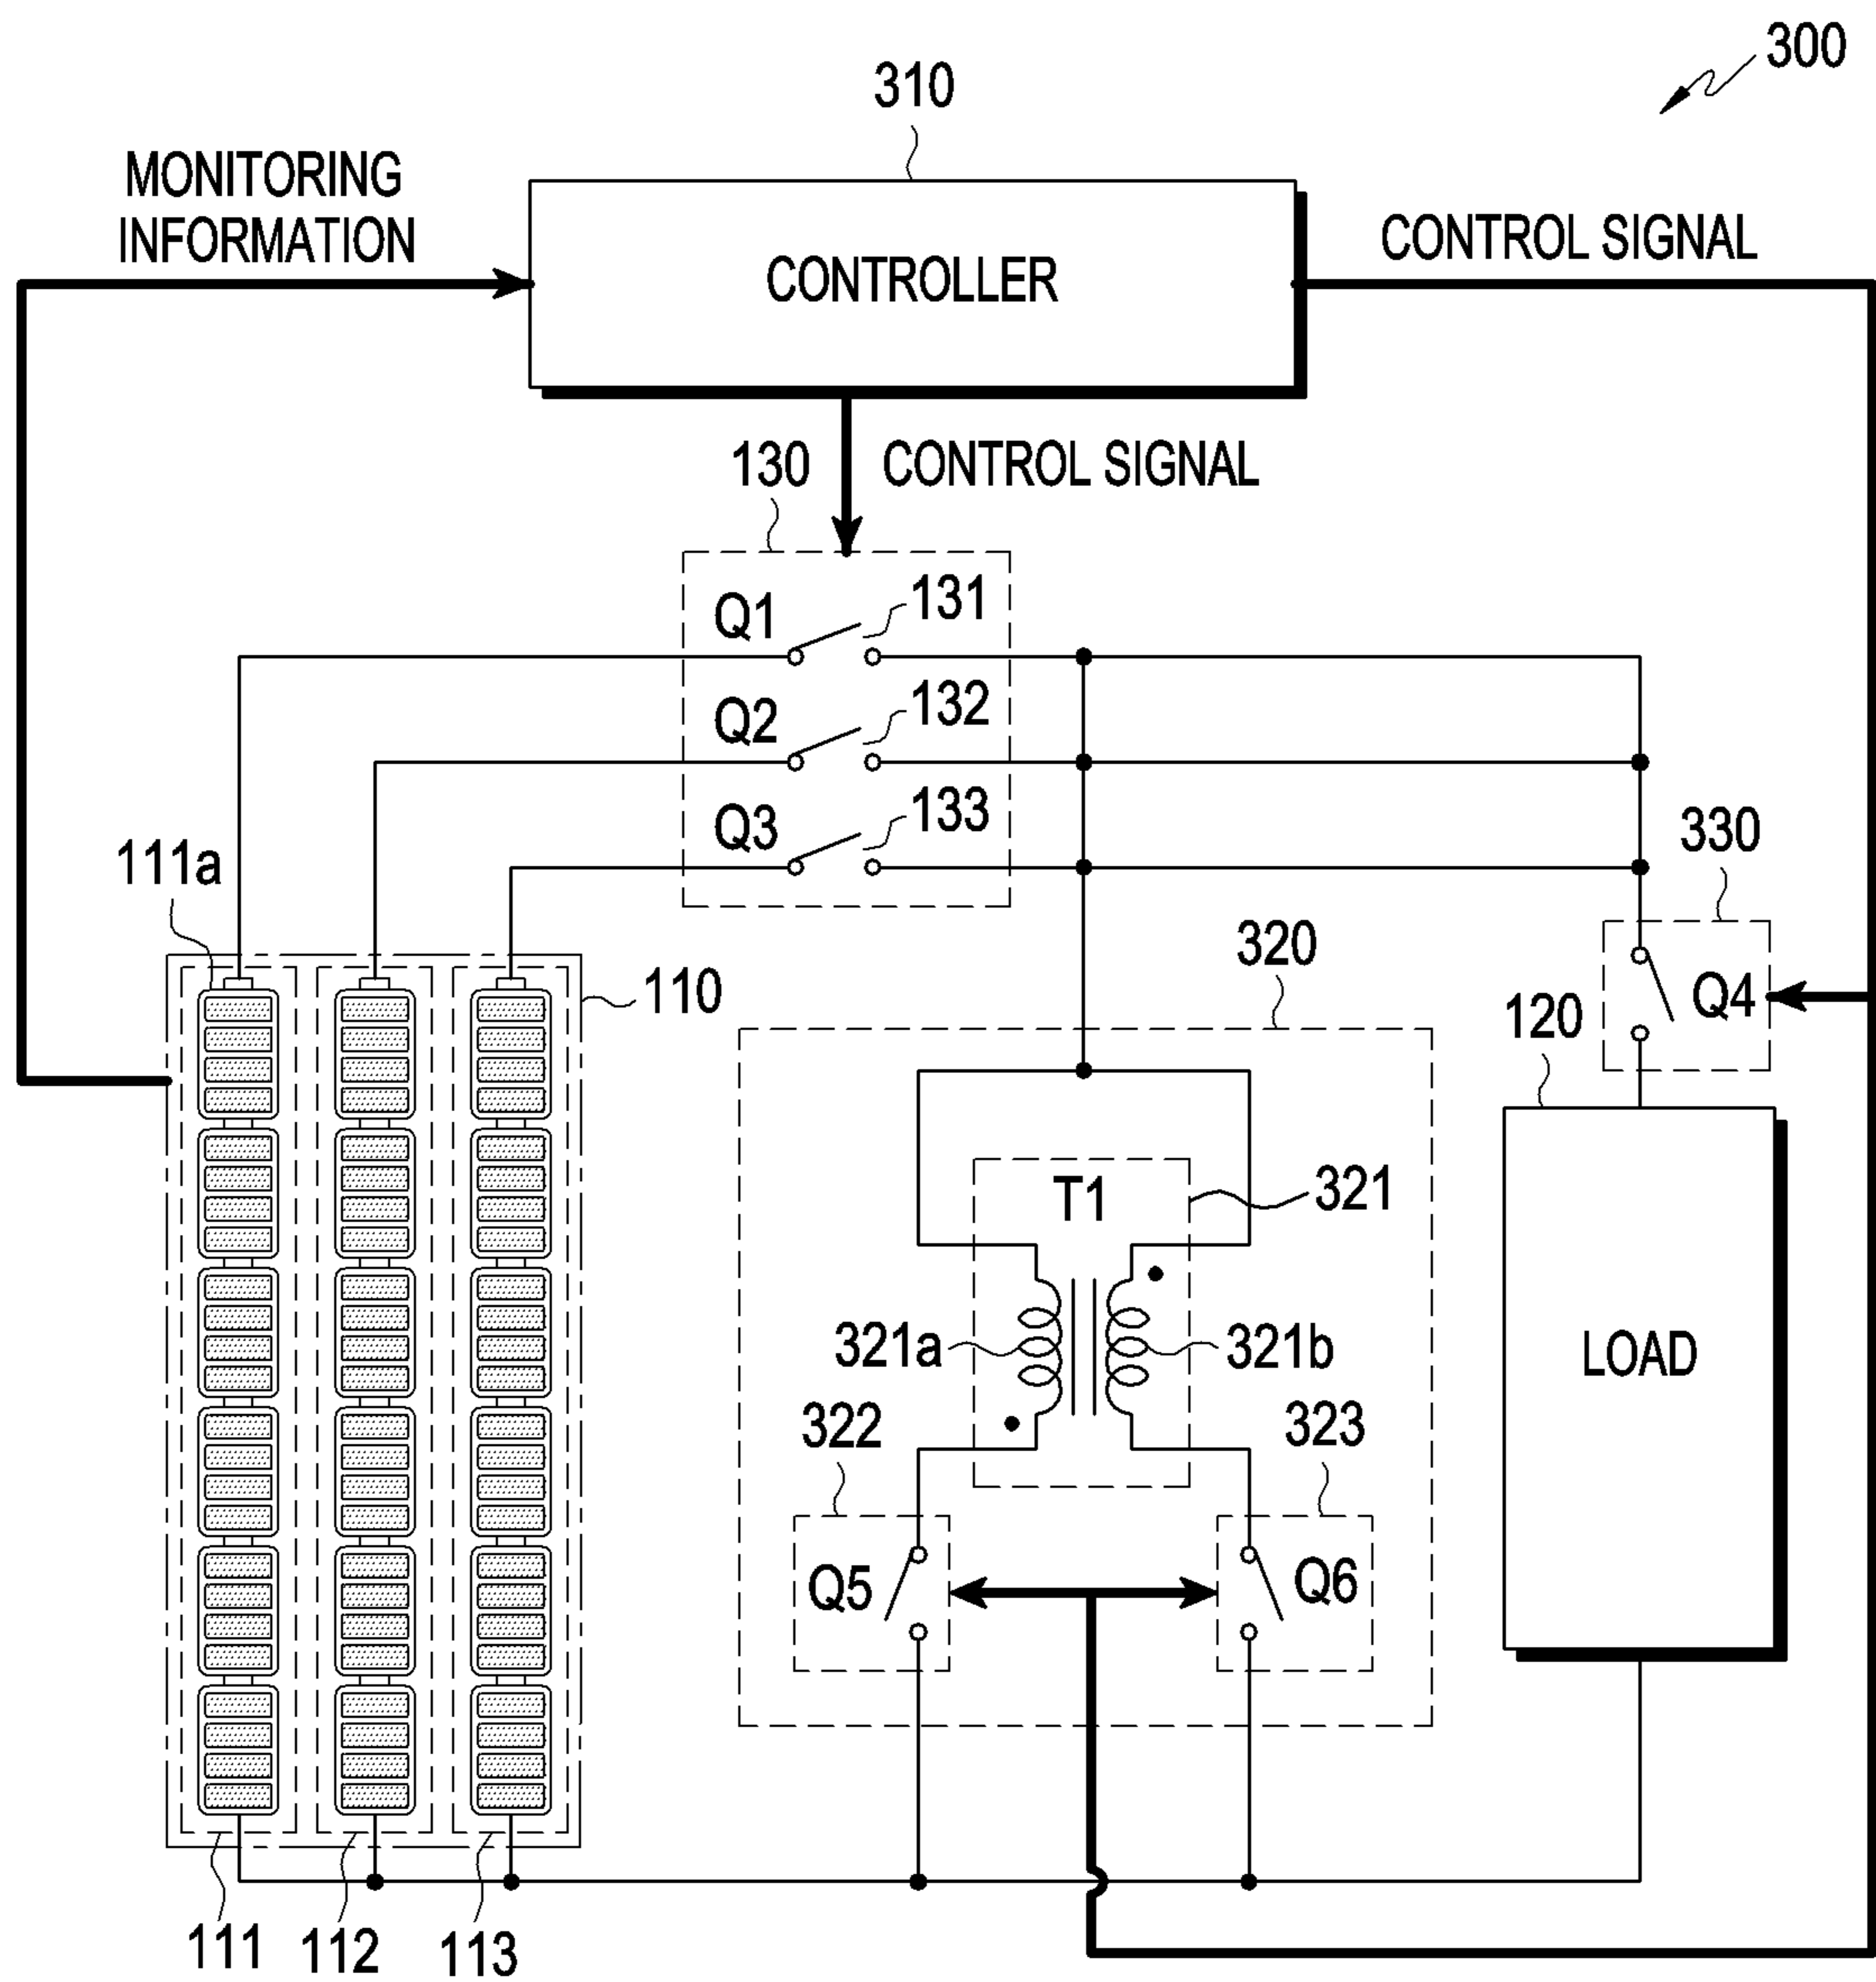 300
310
MONITORING
INFORMATION
CONTROLLER
CONTROL SIGNAL
130
CONTROL SIGNAL
Q1
131
Q2
132
Q3
133
111a
330
320
110
Q4
120
T1
321
321a
321b
LOAD
322
323
Q5
Q6
111
112
113